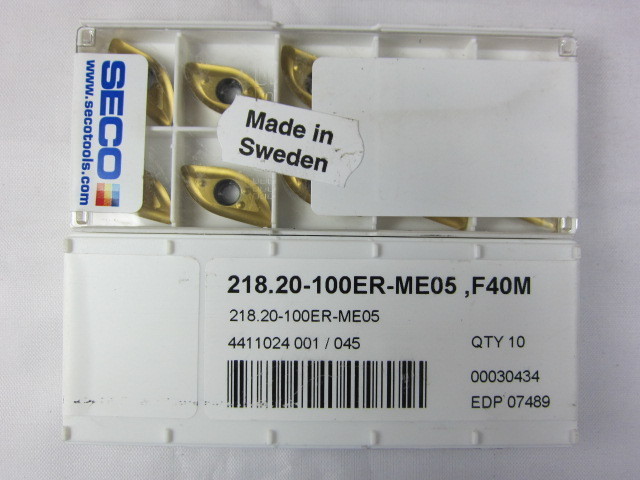 SECO
www.secotools.com
Made in
Sweden
218.20-100ER-ME05 ,F40M
218.20-100ER-ME05
4411024 001 / 045
QTY 10
00030434
EDP 07489